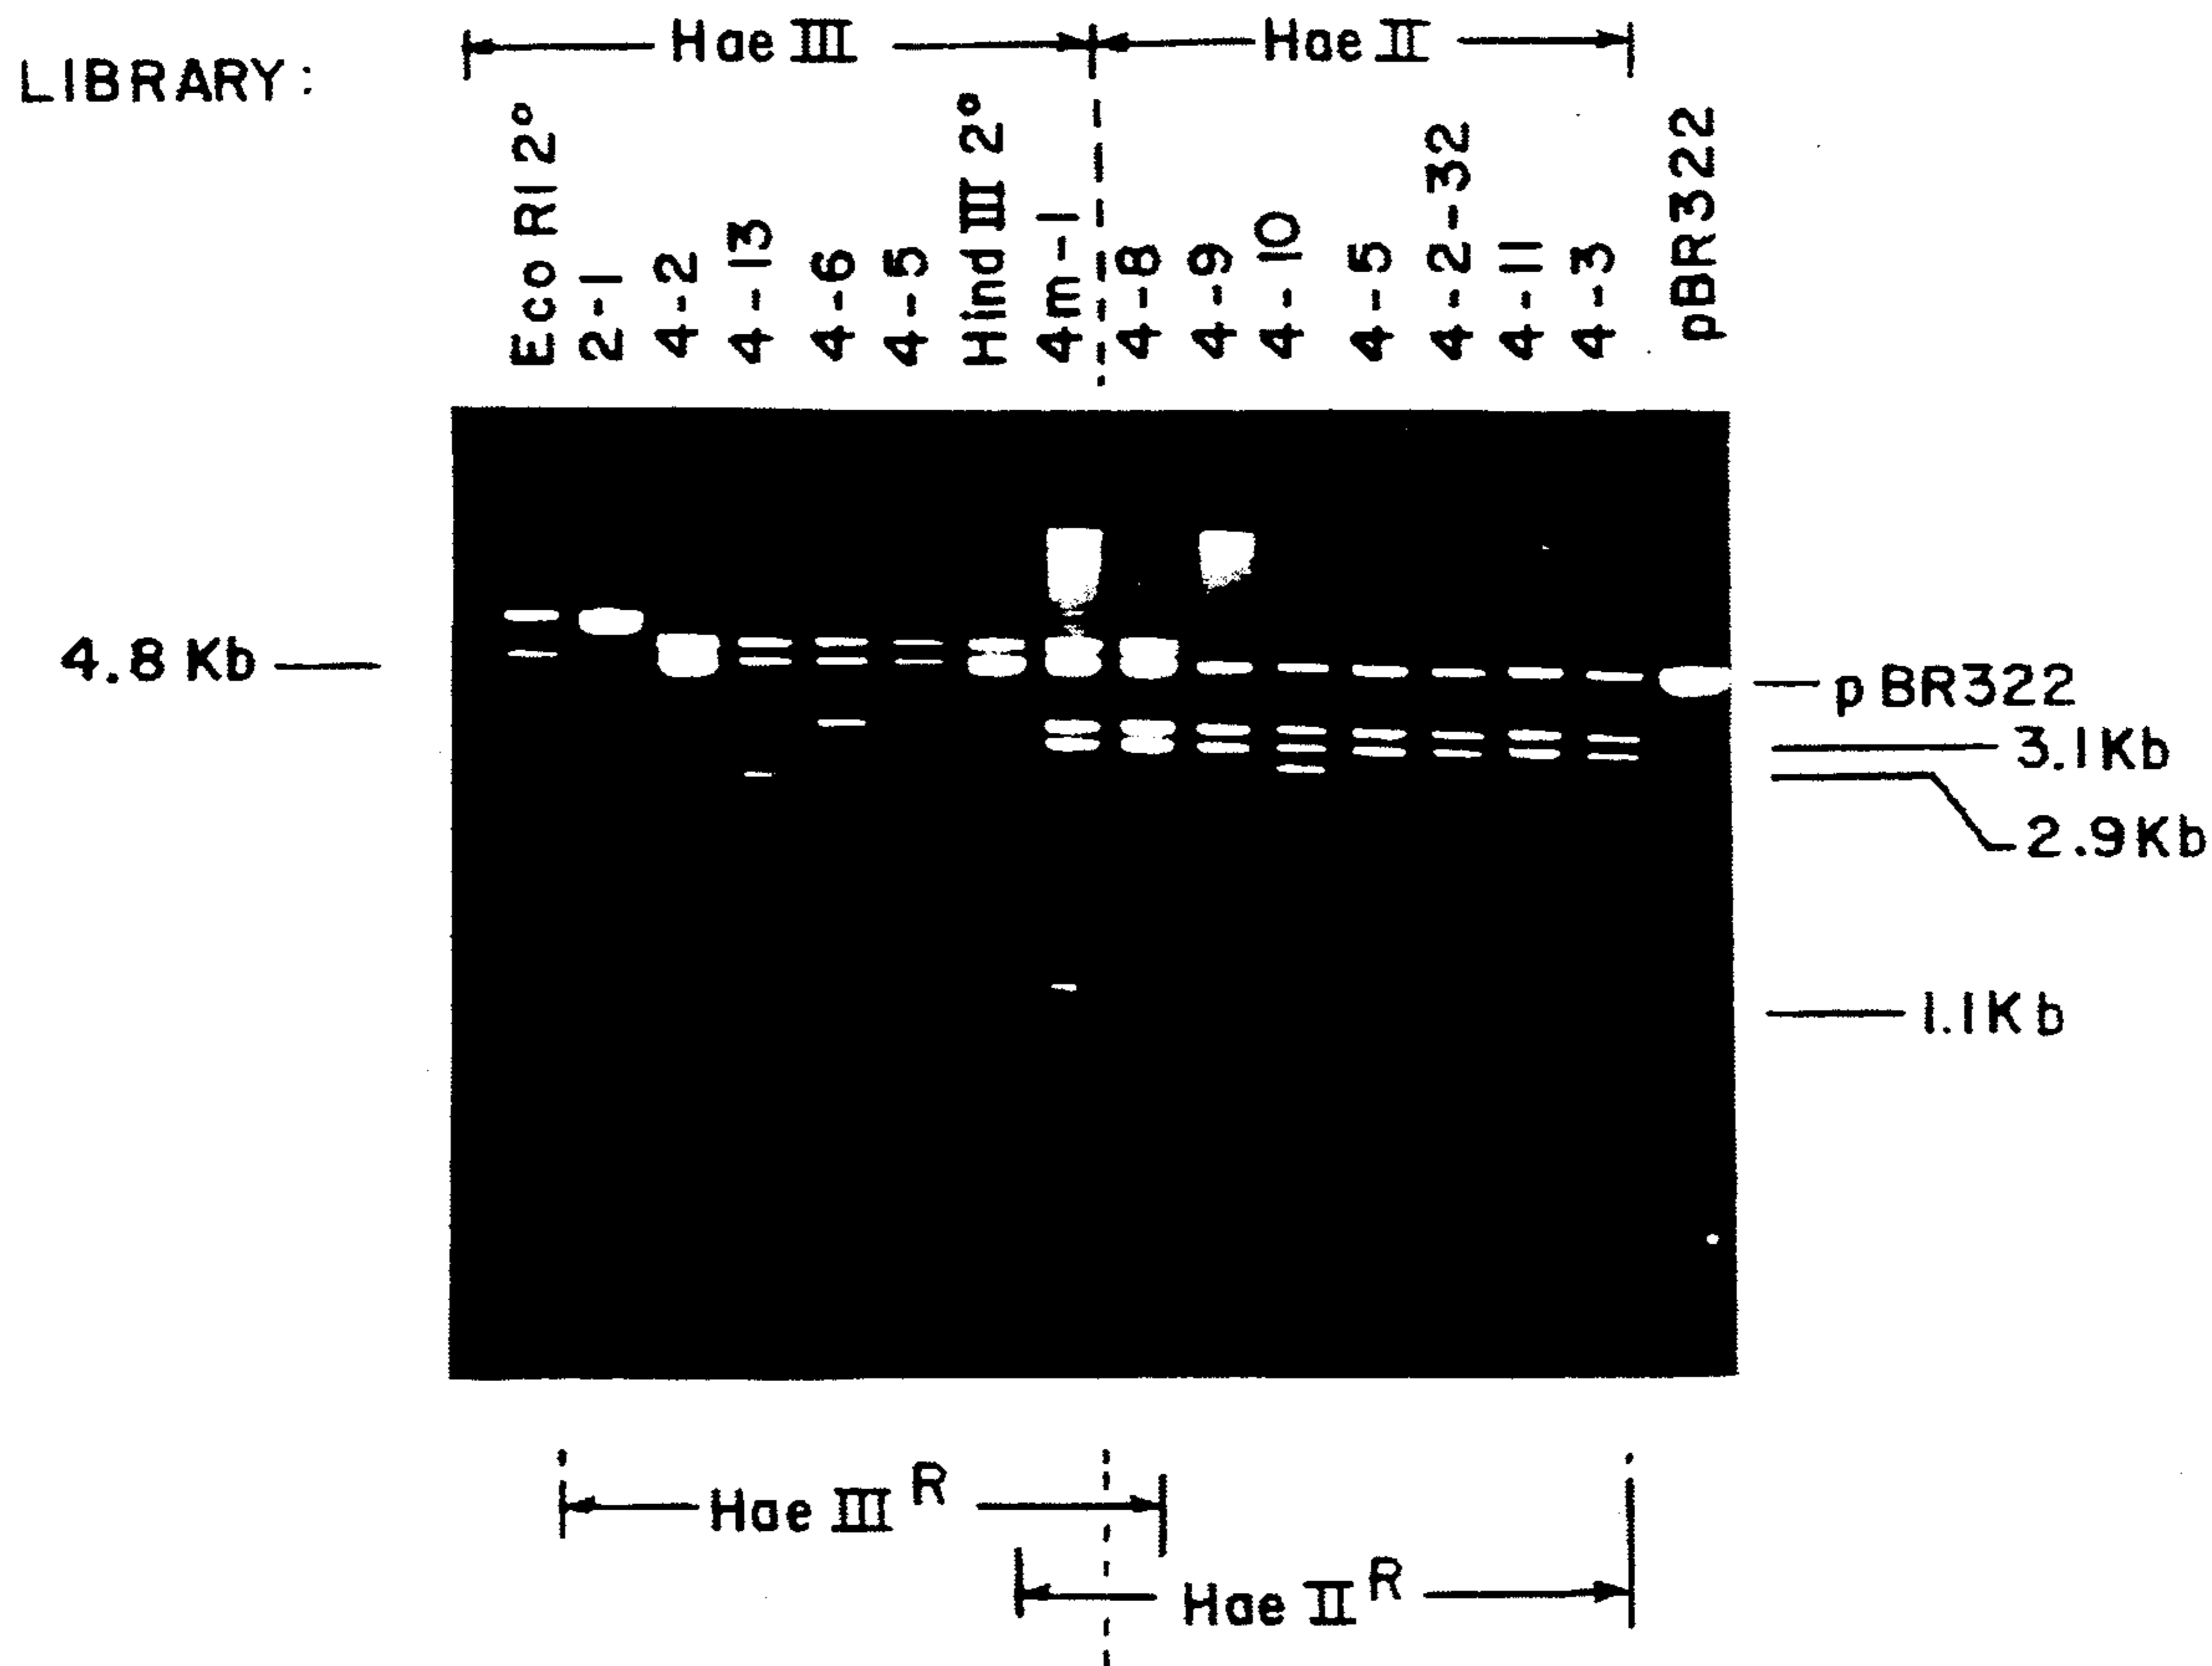 Hae III
Hae II
LIBRARY:
Eco RI 2°
2-1
4-2
4-13
4-6
4-5
Hind III 2°
4m-1
4-8
4-9
4-10
4-5
4-2-32
4-11
4-3
pBR322
4.8 Kb
pBR322
3.1Kb
2.9Kb
1.1Kb
Hae III R
Hae II R